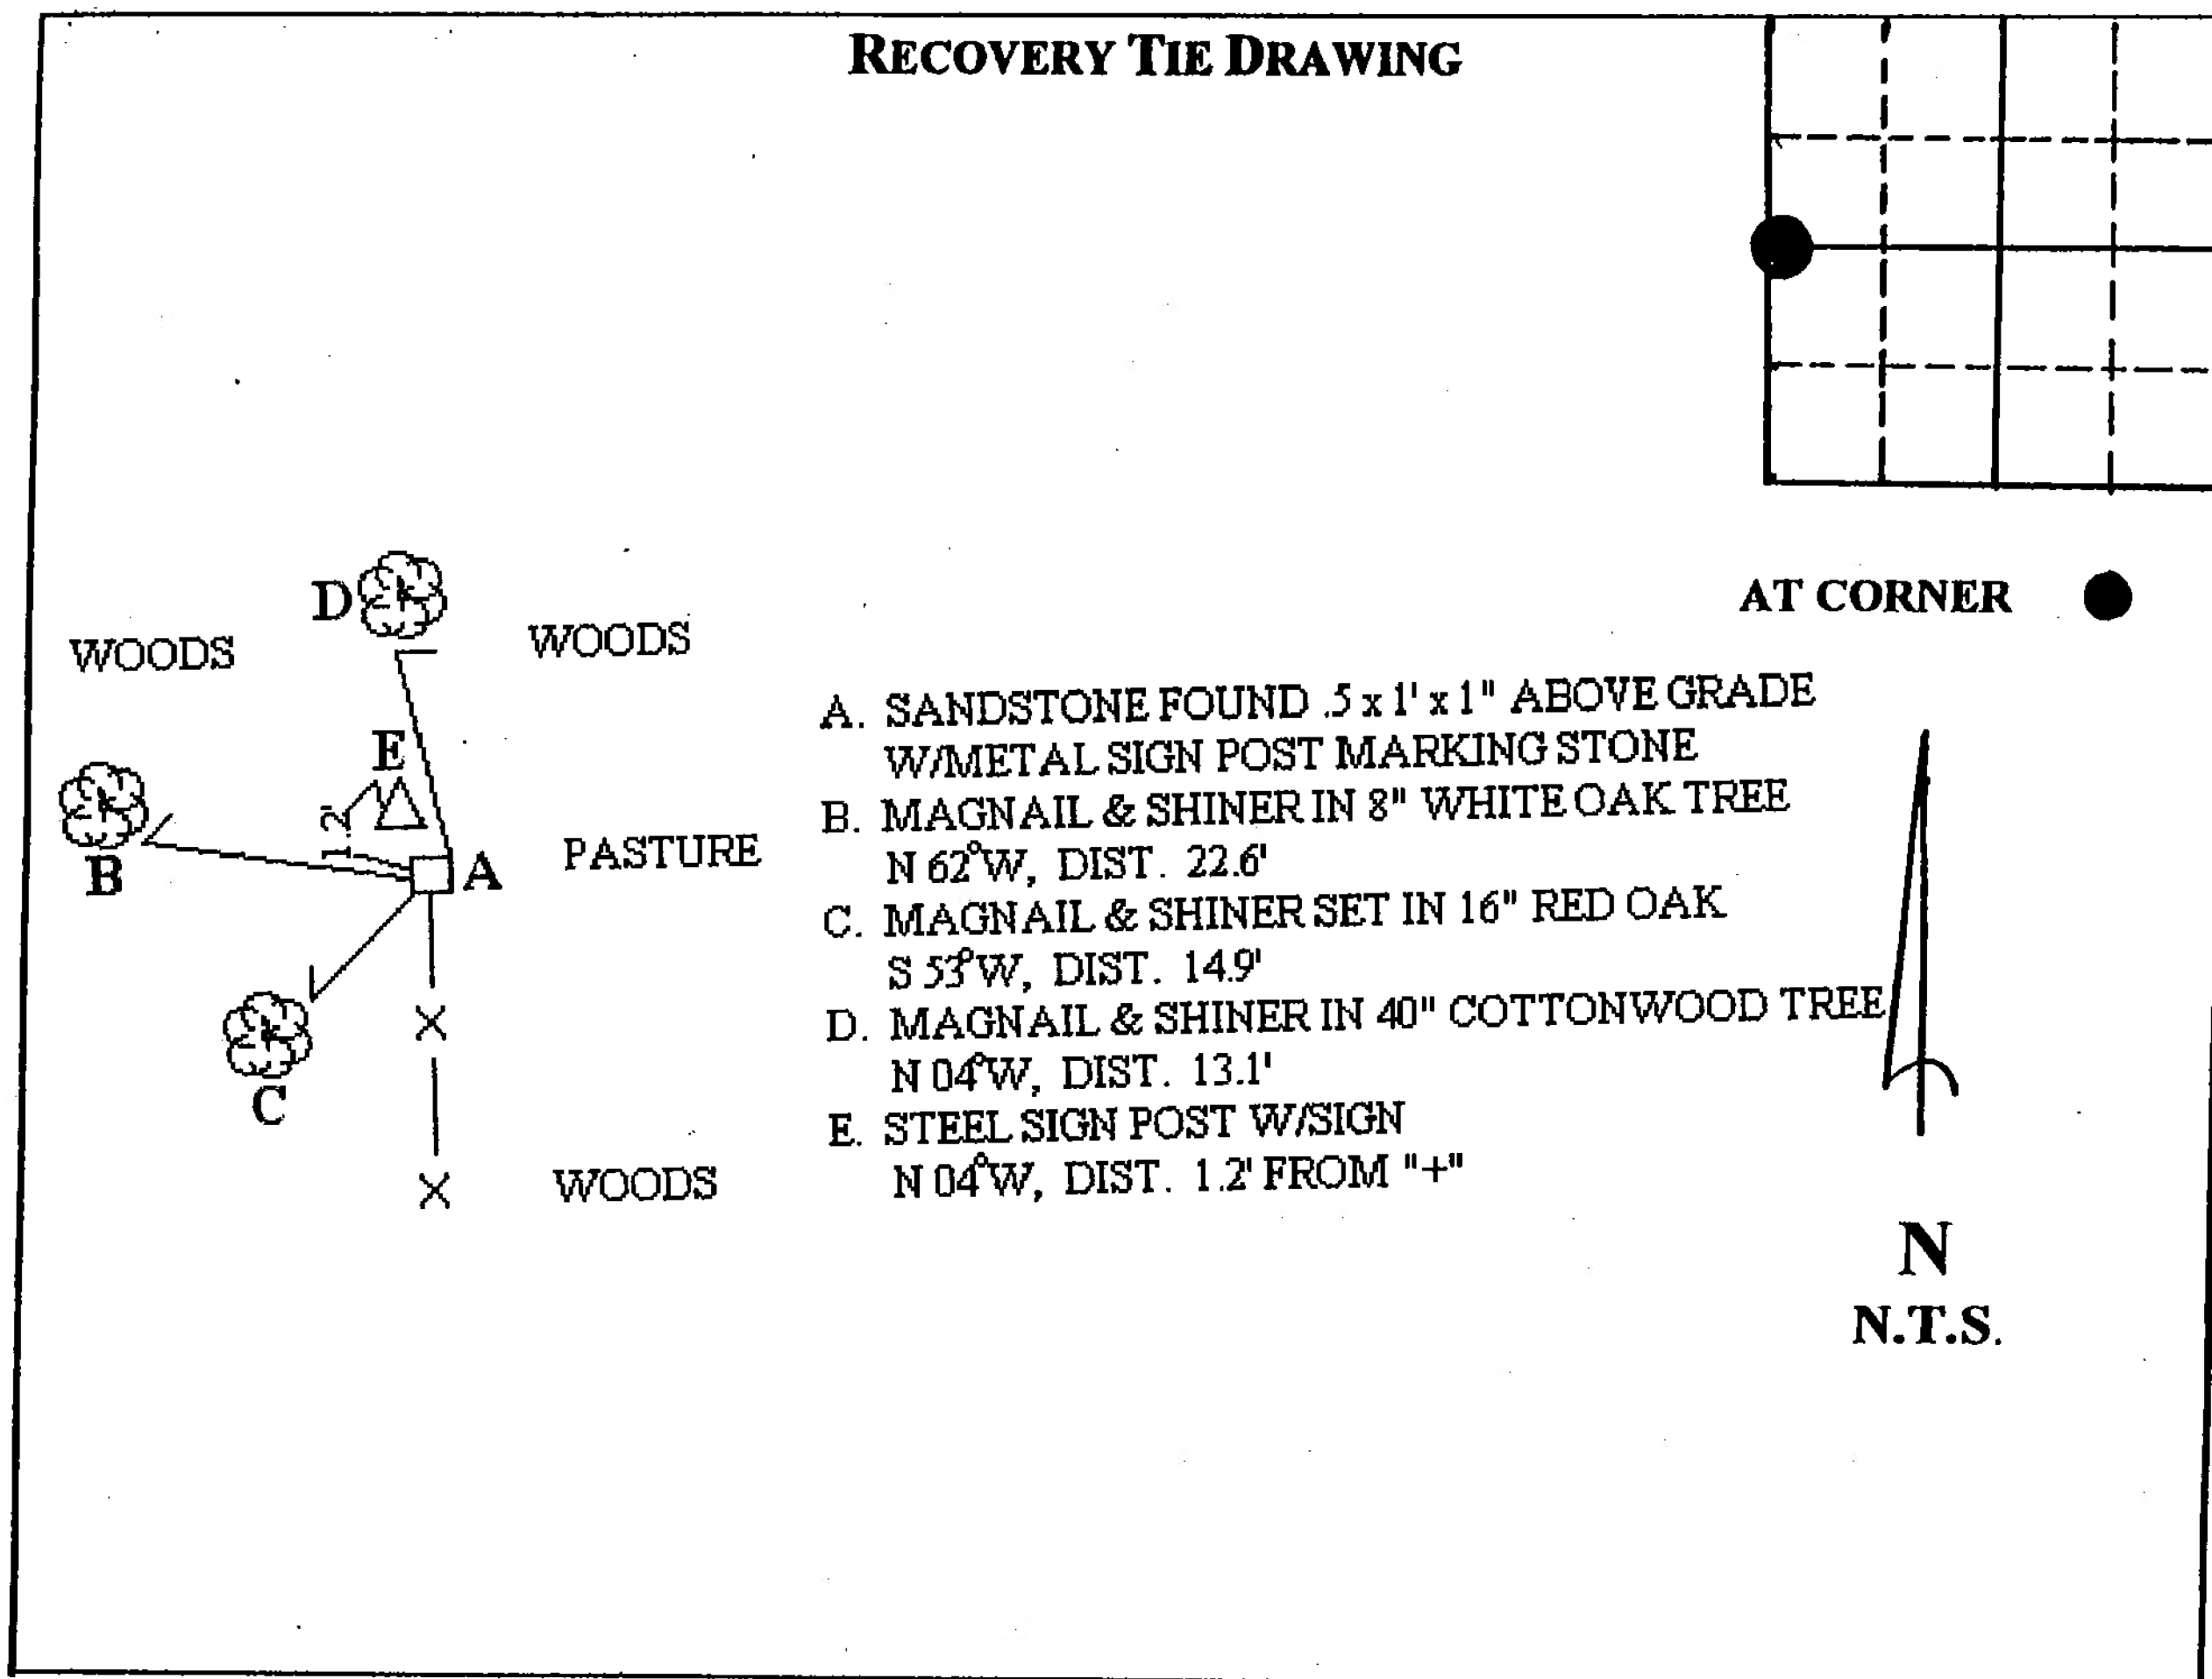 RECOVERY TIE DRAWING
AT CORNER
D
WOODS
WOODS
E
1.2'
B
A
PASTURE
C
WOODS
A. SANDSTONE FOUND .5 x 1' x 1" ABOVE GRADE
W/METAL SIGN POST MARKING STONE
B. MAGNAIL & SHINER IN 8" WHITE OAK TREE
N 62°W, DIST. 22.6'
C. MAGNAIL & SHINER SET IN 16" RED OAK
S 53°W, DIST. 14.9'
D. MAGNAIL & SHINER IN 40" COTTONWOOD TREE
N 04°W, DIST. 13.1'
E. STEEL SIGN POST W/SIGN
N 04°W, DIST. 1.2' FROM "+"
N
N.T.S.